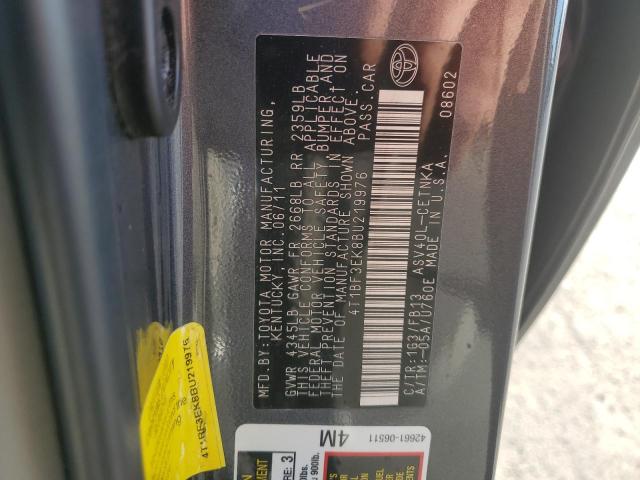 MFD.BY:TOYOTA MOTOR MANUFACTURING,
KENTUCKY, INC. 06/11
GVWR 4345LB GAWR FR 2668LB RR 2359LB
THIS VEHICLE CONFORMS TO ALL APPLICABLE
FEDERAL MOTOR VEHICLE SAFETY, BUMPER, AND
THEFT PREVENTION STANDARDS IN EFFECT ON
THE DATE OF MANUFACTURE SHOWN ABOVE.
4T1BF3EK8BU219976 PASS.CAR
C/TR:1G3/FB13 ASV40L-CETNKA
A/TM:-05A/U760E MADE IN U.S.A.
08602
4T1BF3EK8BU219976
42661-06511
4M